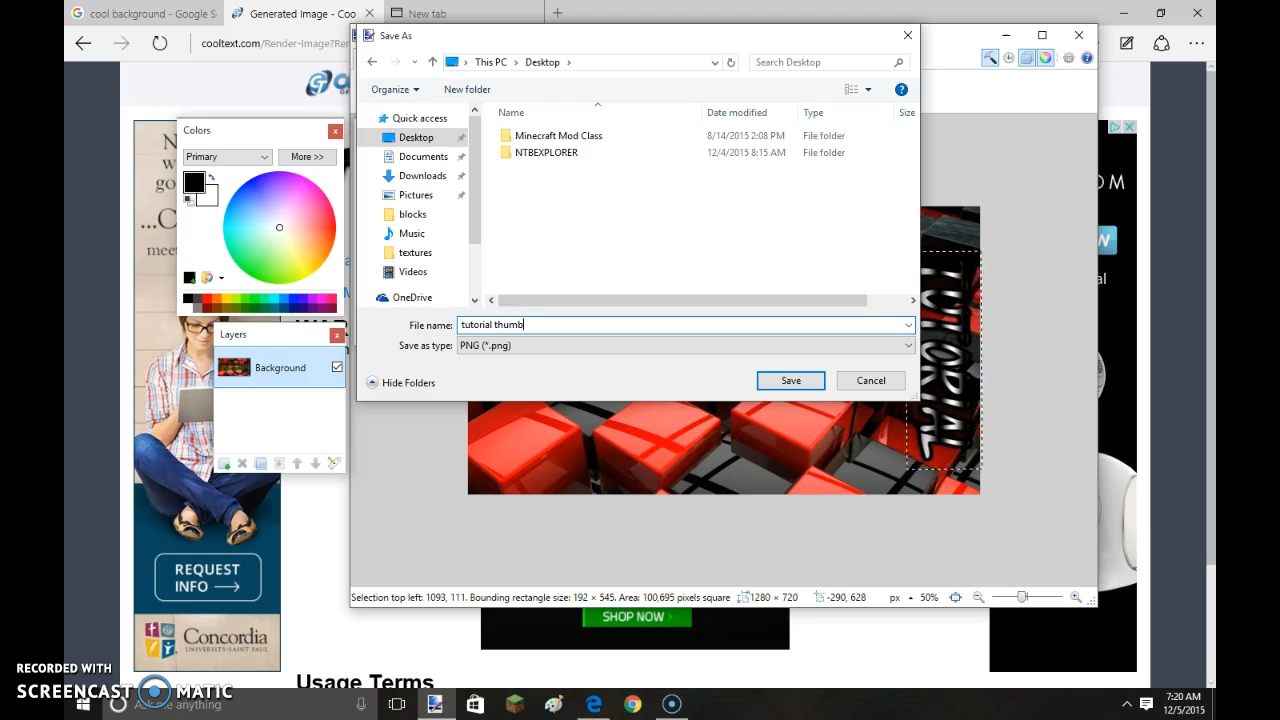 cool background - Google S
Generated Image - Coo
New tab
cooltext.com/Render-Image?Re
Save As
This PC > Desktop >
Search Desktop
Organize
New folder
Name
Date modified
Type
Size
Quick access
Desktop
Documents
Downloads
Pictures
blocks
Music
textures
Videos
OneDrive
Minecraft Mod Class
8/14/2015 2:08 PM
File folder
NTBEXPLORER
12/4/2015 8:15 AM
File folder
File name:
tutorial thumb
Save as type:
PNG (*.png)
Hide Folders
Save
Cancel
Colors
Primary
More >>
Layers
Background
TUTORIAL
Selection top left: 1093, 111. Bounding rectangle size: 192 × 545. Area: 100,695 pixels square
1280 × 720
-290, 628
px
50%
REQUEST
INFO
Concordia
UNIVERSITY·SAINT PAUL
SHOP NOW
Usage Terms
RECORDED WITH
SCREENCAST MATIC
Ask me anything
7:20 AM
12/5/2015